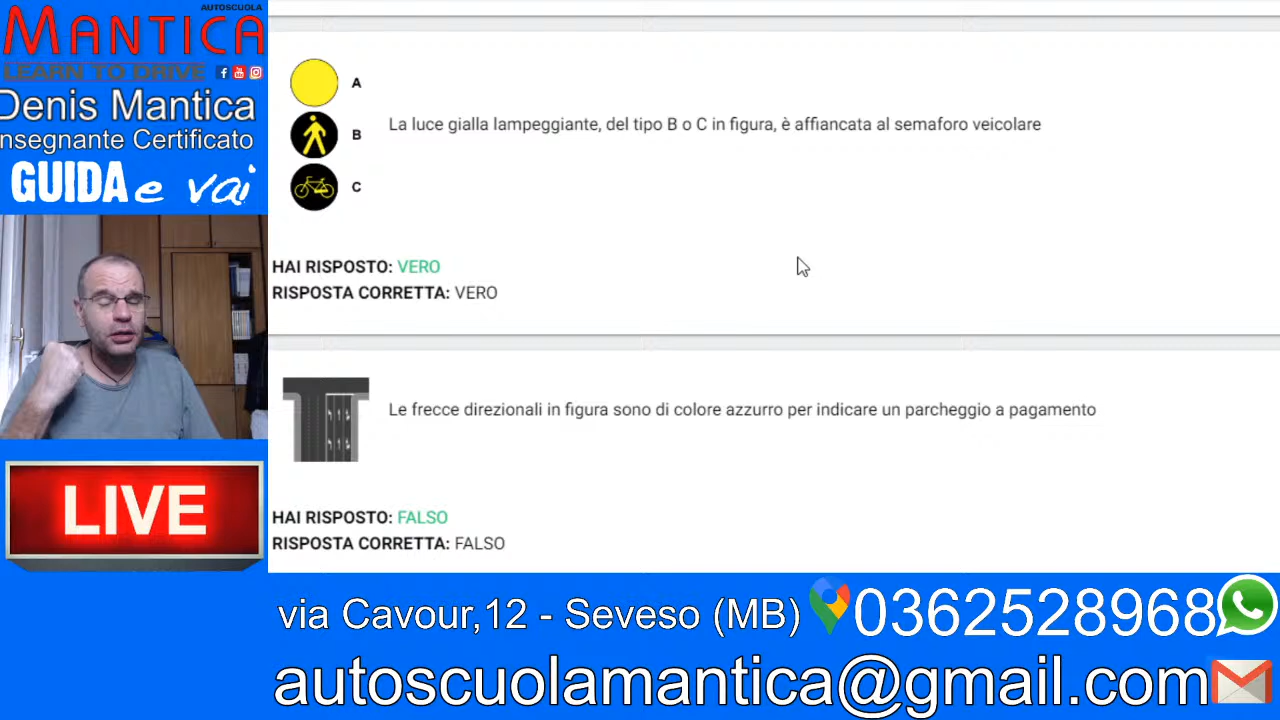 AUTOSCUOLA
MANTICA
LEARN TO DRIVE
Denis Mantica
nsegnante Certificato
GUIDA e vai
LIVE
A
B
C
La luce gialla lampeggiante, del tipo B o C in figura, è affiancata al semaforo veicolare
HAI RISPOSTO: VERO
RISPOSTA CORRETTA: VERO
Le frecce direzionali in figura sono di colore azzurro per indicare un parcheggio a pagamento
HAI RISPOSTO: FALSO
RISPOSTA CORRETTA: FALSO
via Cavour,12 - Seveso (MB) 0362528968
autoscuolamantica@gmail.com